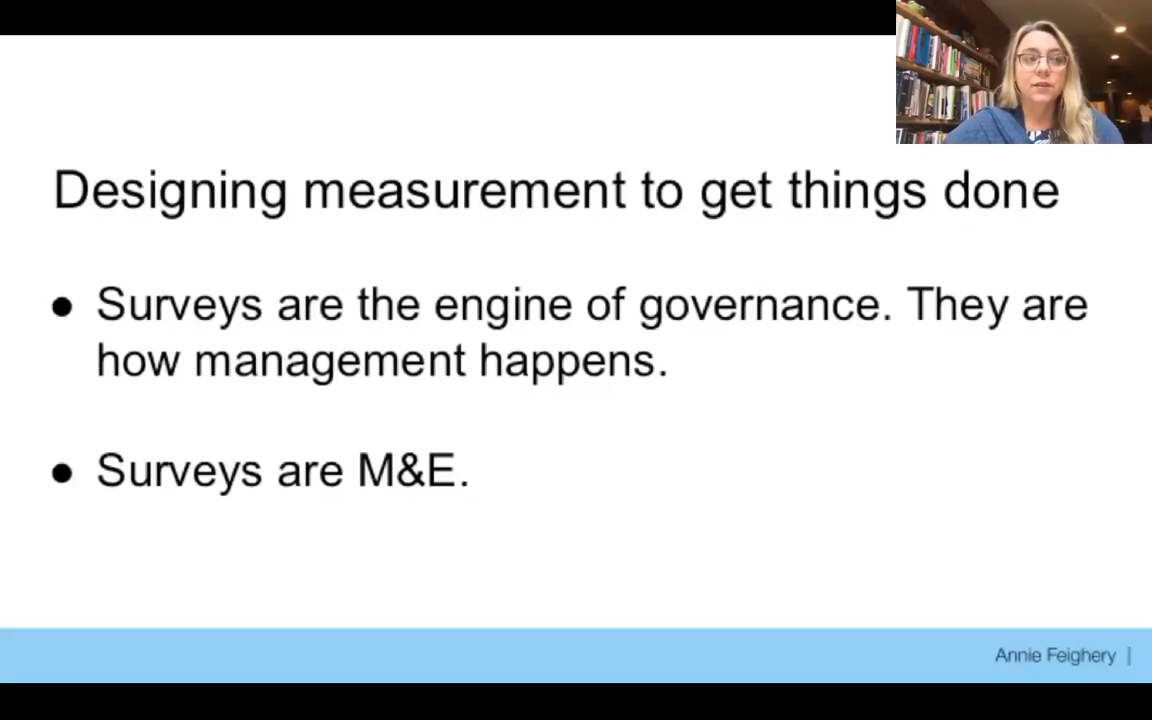 Designing measurement to get things done
● Surveys are the engine of governance. They are
how management happens.
● Surveys are M&E.
Annie Feighery |